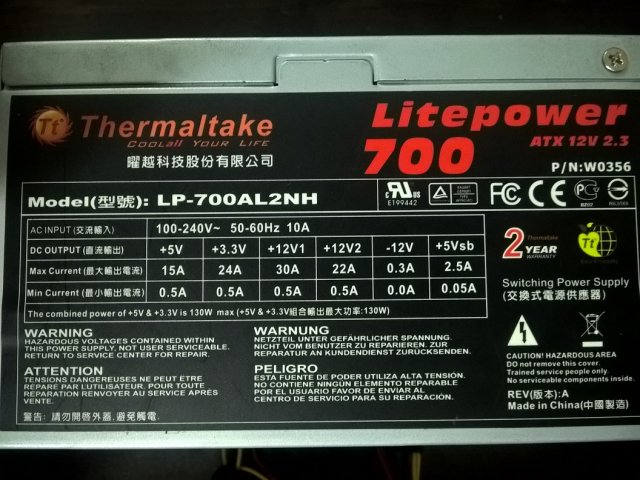 Tt Thermaltake
COOLall YOUR LIFE
曜越科技股份有限公司
Litepower
700
ATX 12V 2.3
P/N:W0356
Model(型號): LP-700AL2NH
E199442
AC INPUT (交流輸入) 100-240V~ 50-60Hz 10A
DC OUTPUT (直流輸出) +5V +3.3V +12V1 +12V2 -12V +5Vsb
Max Current (最大輸出電流) 15A 24A 30A 22A 0.3A 2.5A
Min Current (最小輸出電流) 0.5A 0.5A 0.5A 0.5A 0.0A 0.05A
The combined power of +5V & +3.3V is 130W max (+5V & +3.3V組合輸出最大功率:130W)
Thermaltake
2 YEAR
WARRANTY
Tt
Switching Power Supply
(交換式電源供應器)
WARNING
HAZARDOUS VOLTAGES CONTAINED WITHIN
THIS POWER SUPPLY, NOT USER SERVICEABLE.
RETURN TO SERVICE CENTER FOR REPAIR.
WARNUNG
NETZTEIL UNTER GEFÄHRLICHER SPANNUNG.
NICHT VOM BENUTZER ZU REPARIEREN. ZUR
REPARATUR AN KUNDENDIENST ZURÜCKSENDEN.
ATTENTION
TENSIONS DANGEREUSES NE PEUT ÊTRE
REPARE PAR LUTILISATEUR. POUR TOUTE
REPARATION RENVOYER AU SERVICE APRÈS-
VENTE.
PELIGRO
ESTA FUENTE DE PODER UTILIZA ALTA TENSIÓN.
NO CONTIENE NINGÚN ELEMENTO REPARABLE
POR EL USUARIO FAVOR DE ENVIAR AL
CENTRO DE SERVICIO AUTORIZADO.
警告: 請勿開啓外蓋,避免觸電.
CAUTION! HAZARDOUS AREA
DO not remove this cover.
Trained service people only.
No serviceable components inside.
REV(版本): A
Made in China(中國製造)